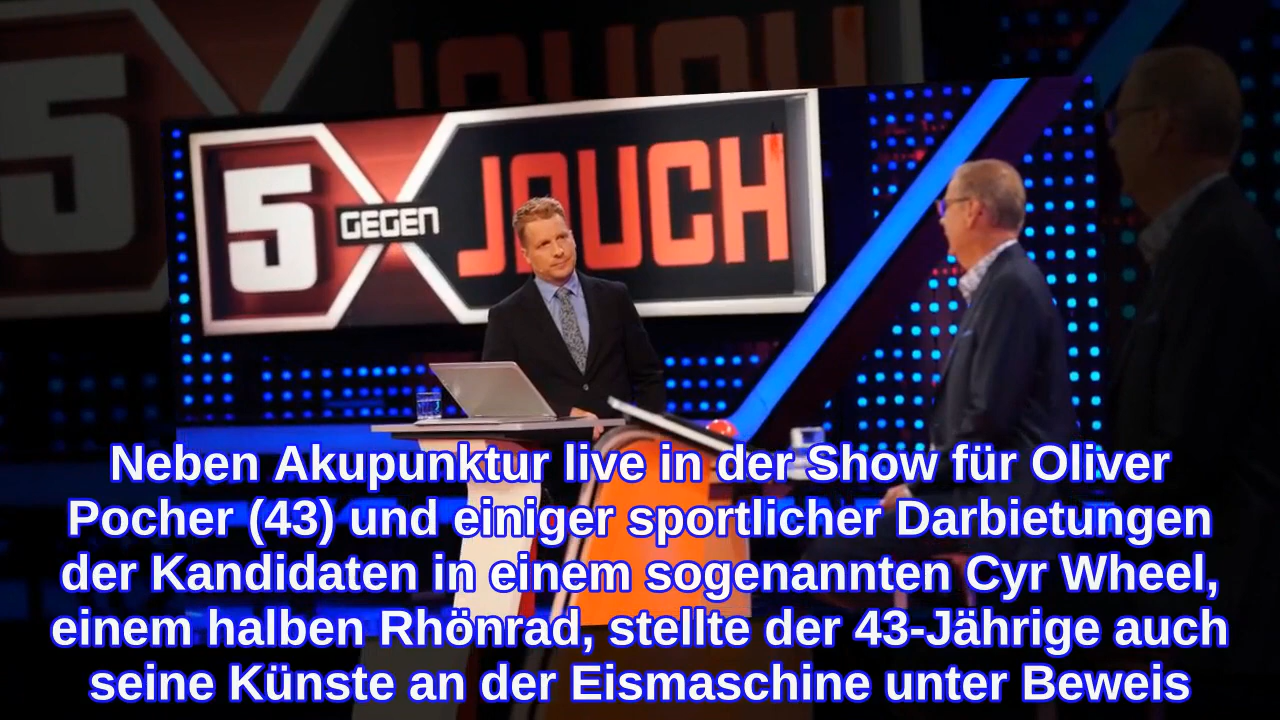 5 GEGEN JAUCH
Neben Akupunktur live in der Show für Oliver
Pocher (43) und einiger sportlicher Darbietungen
der Kandidaten in einem sogenannten Cyr Wheel,
einem halben Rhönrad, stellte der 43-Jährige auch
seine Künste an der Eismaschine unter Beweis